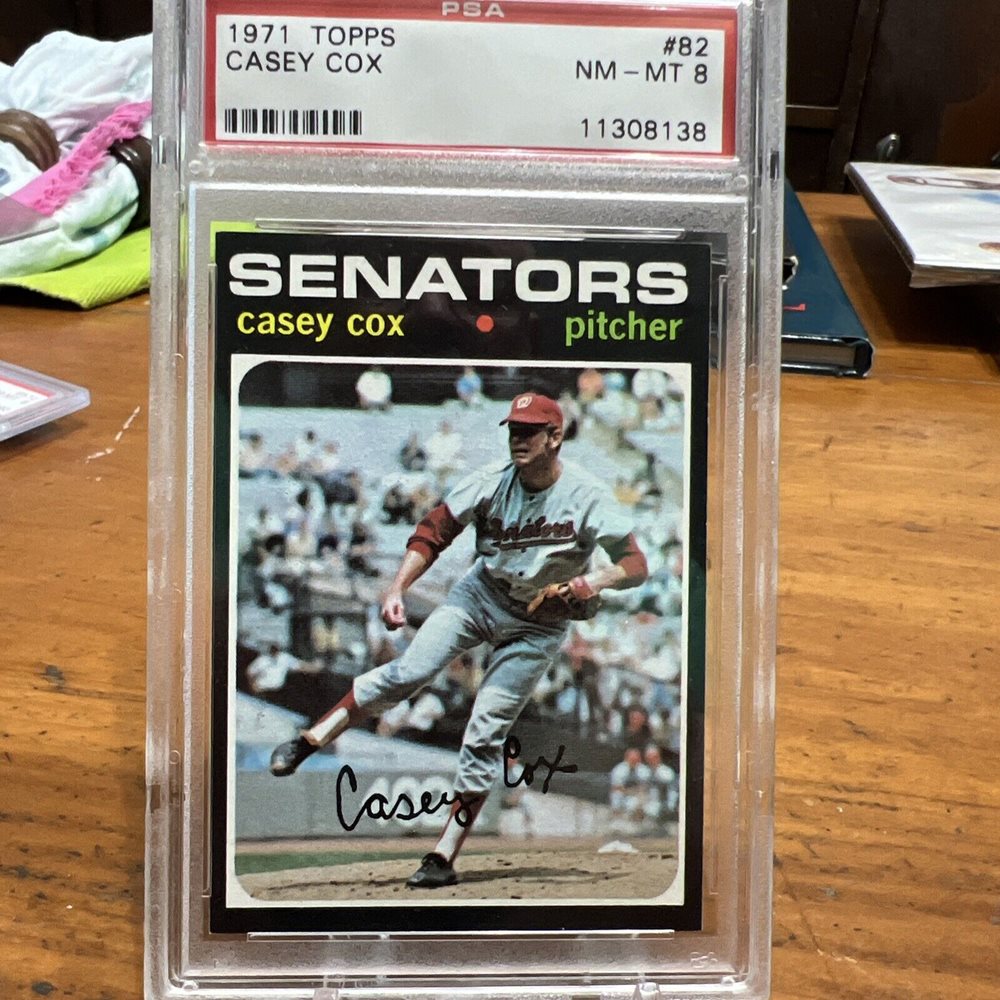 PSA
1971 TOPPS #82
CASEY COX NM - MT 8
11308138
SENATORS
casey cox • pitcher
Senators
Casey Cox